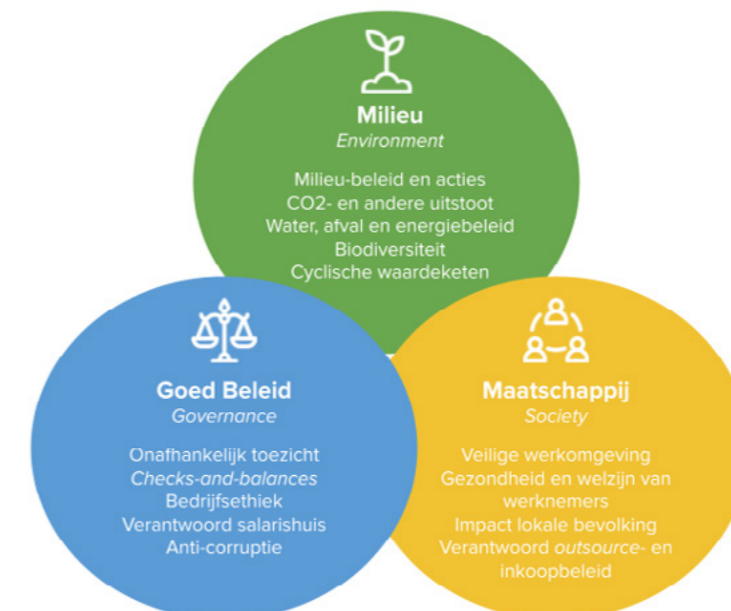 Milieu
Environment
Milieu-beleid en acties
CO2- en andere uitstoot
Water, afval en energiebeleid
Biodiversiteit
Cyclische waardeketen
Goed Beleid
Governance
Onafhankelijk toezicht
Checks-and-balances
Bedrijfsethiek
Verantwoord salarishuis
Anti-corruptie
Maatschappij
Society
Veilige werkomgeving
Gezondheid en welzijn van
werknemers
Impact lokale bevolking
Verantwoord outsource- en
inkoopbeleid